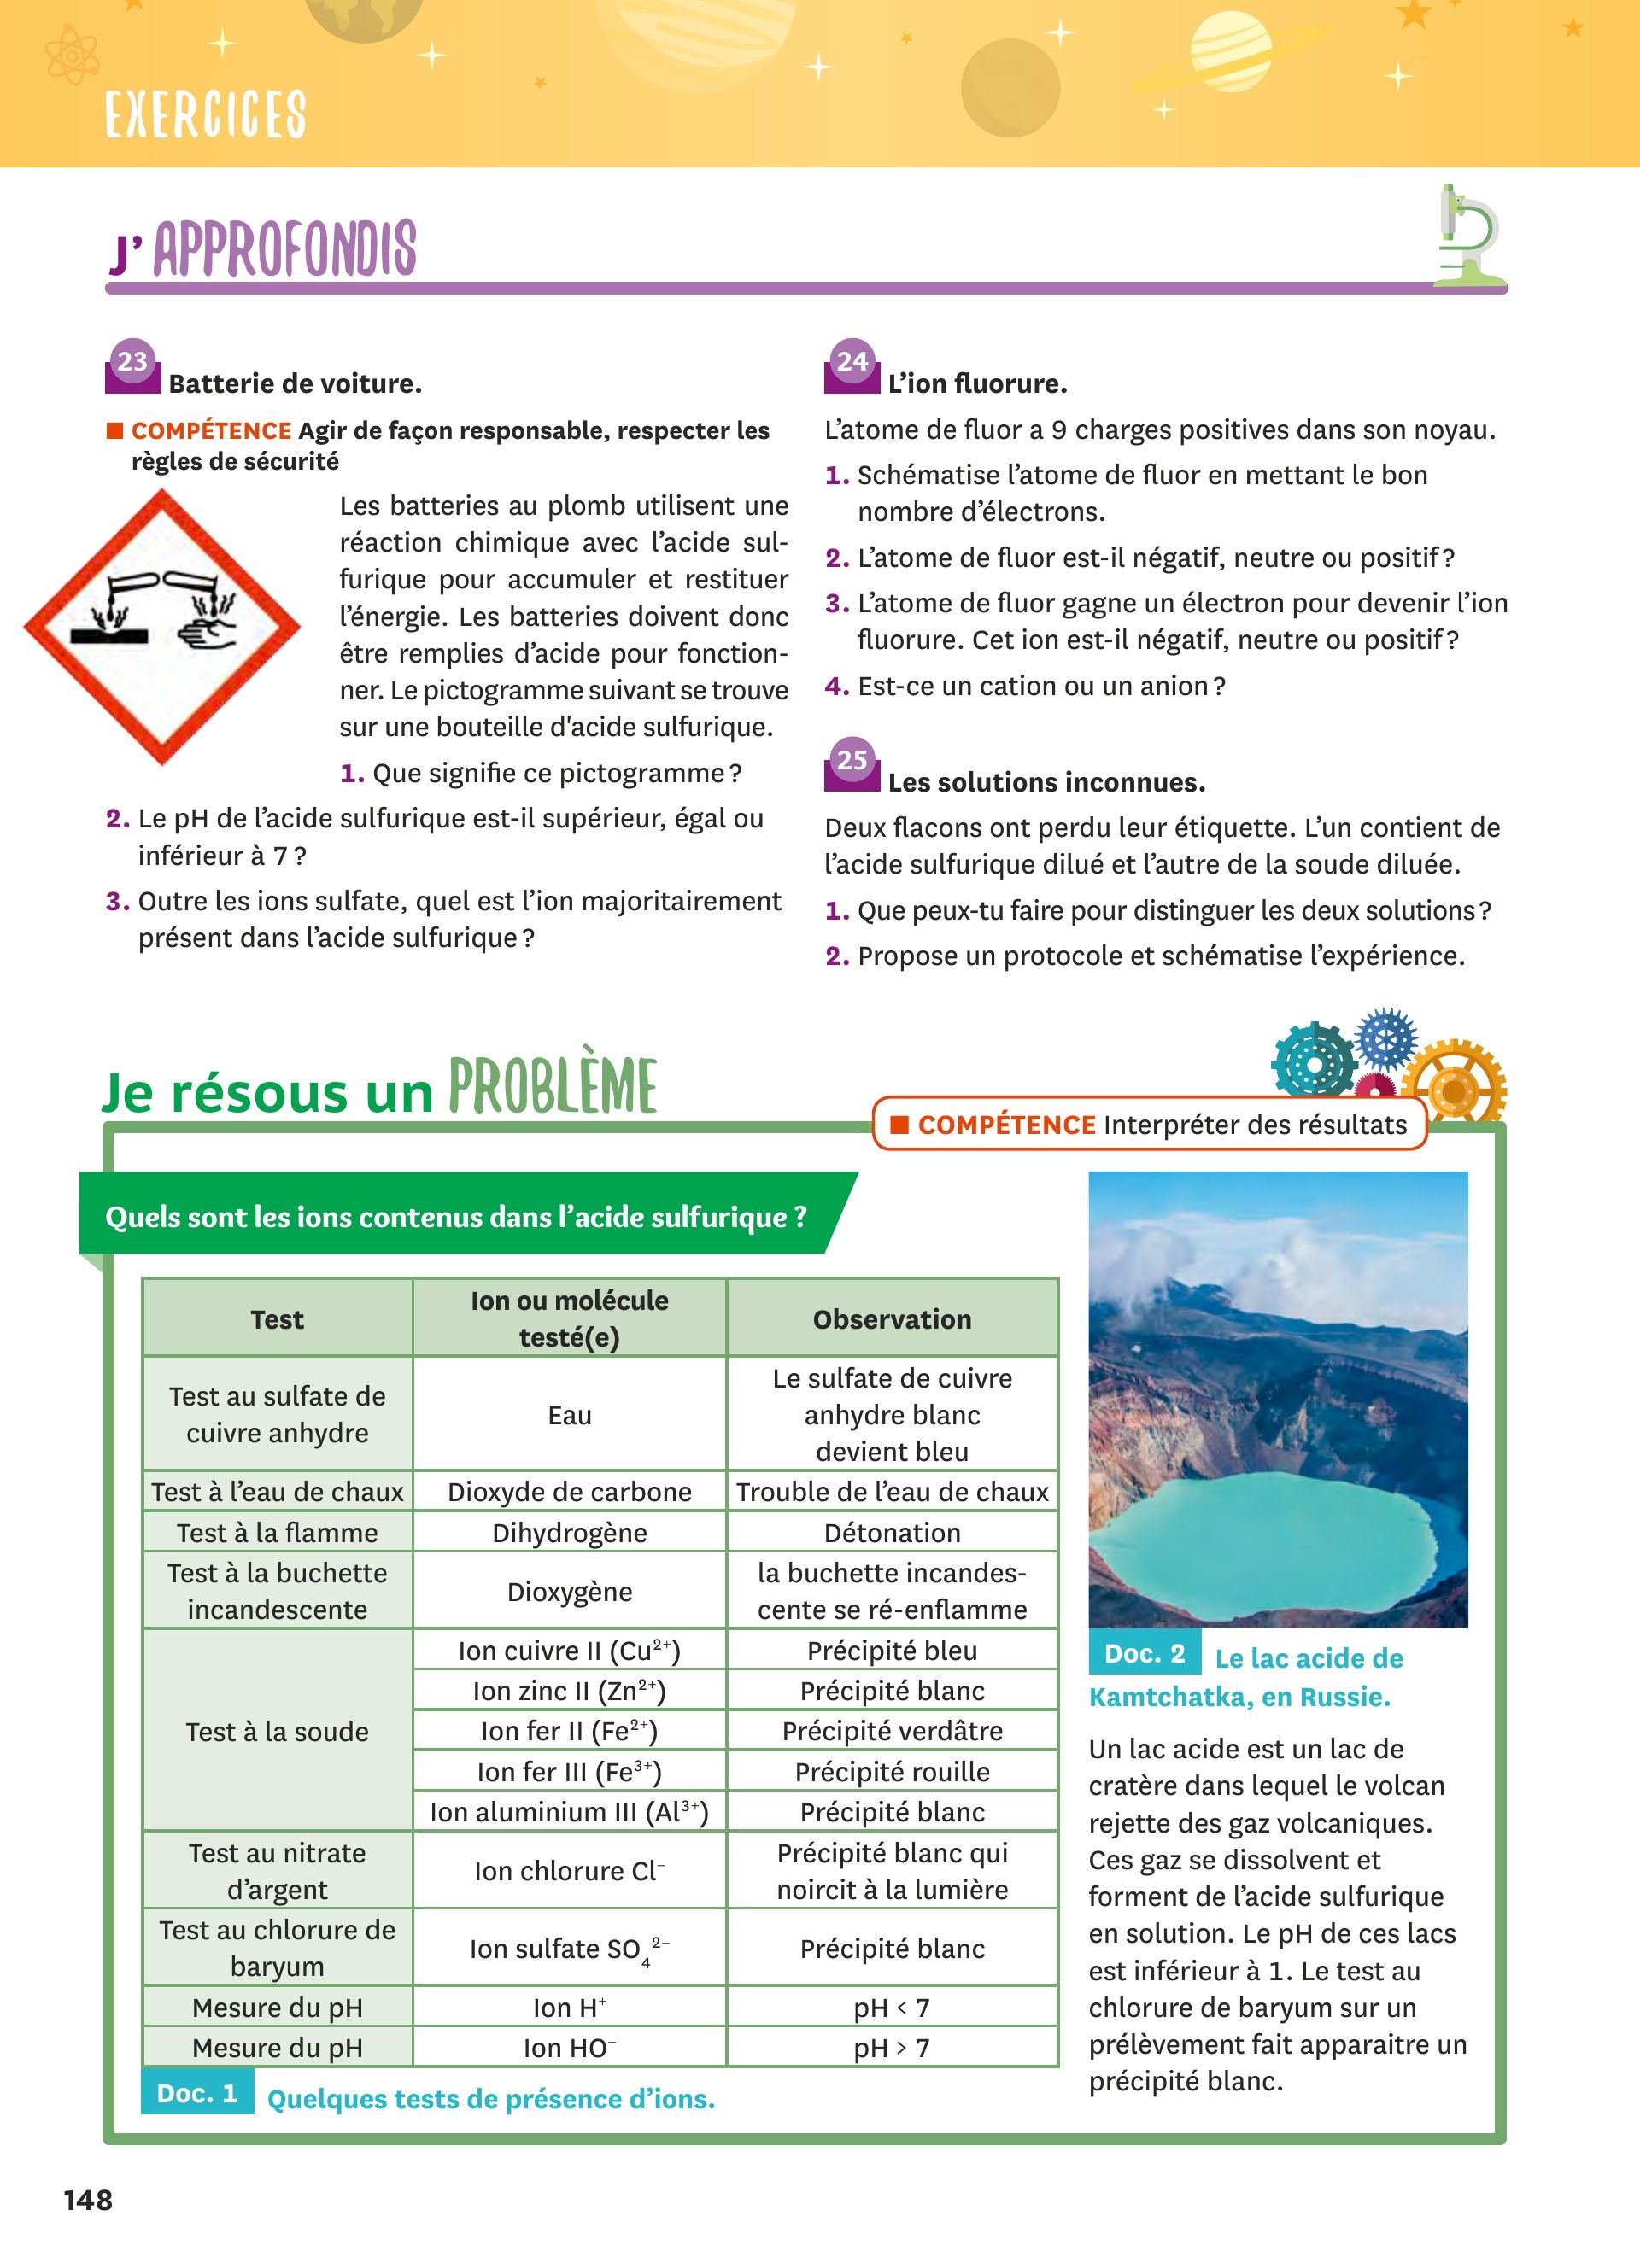 EXERCICES
J’APPROFONDIS
23 Batterie de voiture.
■ COMPÉTENCE Agir de façon responsable, respecter les
règles de sécurité
Les batteries au plomb utilisent une
réaction chimique avec l’acide sul-
furique pour accumuler et restituer
l’énergie. Les batteries doivent donc
être remplies d’acide pour fonction-
ner. Le pictogramme suivant se trouve
sur une bouteille d'acide sulfurique.
1. Que signifie ce pictogramme ?
2. Le pH de l’acide sulfurique est-il supérieur, égal ou
inférieur à 7 ?
3. Outre les ions sulfate, quel est l’ion majoritairement
présent dans l’acide sulfurique ?
24 L’ion fluorure.
L’atome de fluor a 9 charges positives dans son noyau.
1. Schématise l’atome de fluor en mettant le bon
nombre d’électrons.
2. L’atome de fluor est-il négatif, neutre ou positif ?
3. L’atome de fluor gagne un électron pour devenir l’ion
fluorure. Cet ion est-il négatif, neutre ou positif ?
4. Est-ce un cation ou un anion ?
25 Les solutions inconnues.
Deux flacons ont perdu leur étiquette. L’un contient de
l’acide sulfurique dilué et l’autre de la soude diluée.
1. Que peux-tu faire pour distinguer les deux solutions ?
2. Propose un protocole et schématise l’expérience.
Je résous un PROBLÈME
■ COMPÉTENCE Interpréter des résultats
Quels sont les ions contenus dans l’acide sulfurique ?
Test
Ion ou molécule
testé(e)
Observation
Test au sulfate de
cuivre anhydre
Eau
Le sulfate de cuivre
anhydre blanc
devient bleu
Test à l’eau de chaux
Dioxyde de carbone
Trouble de l’eau de chaux
Test à la flamme
Dihydrogène
Détonation
Test à la buchette
incandescente
Dioxygène
la buchette incandes-
cente se ré-enflamme
Test à la soude
Ion cuivre II (Cu²⁺)
Précipité bleu
Ion zinc II (Zn²⁺)
Précipité blanc
Ion fer II (Fe²⁺)
Précipité verdâtre
Ion fer III (Fe³⁺)
Précipité rouille
Ion aluminium III (Al³⁺)
Précipité blanc
Test au nitrate
d’argent
Ion chlorure Cl⁻
Précipité blanc qui
noircit à la lumière
Test au chlorure de
baryum
Ion sulfate SO₄²⁻
Précipité blanc
Mesure du pH
Ion H⁺
pH < 7
Mesure du pH
Ion HO⁻
pH > 7
Doc. 1 Quelques tests de présence d’ions.
Doc. 2 Le lac acide de
Kamtchatka, en Russie.
Un lac acide est un lac de
cratère dans lequel le volcan
rejette des gaz volcaniques.
Ces gaz se dissolvent et
forment de l’acide sulfurique
en solution. Le pH de ces lacs
est inférieur à 1. Le test au
chlorure de baryum sur un
prélèvement fait apparaitre un
précipité blanc.
148